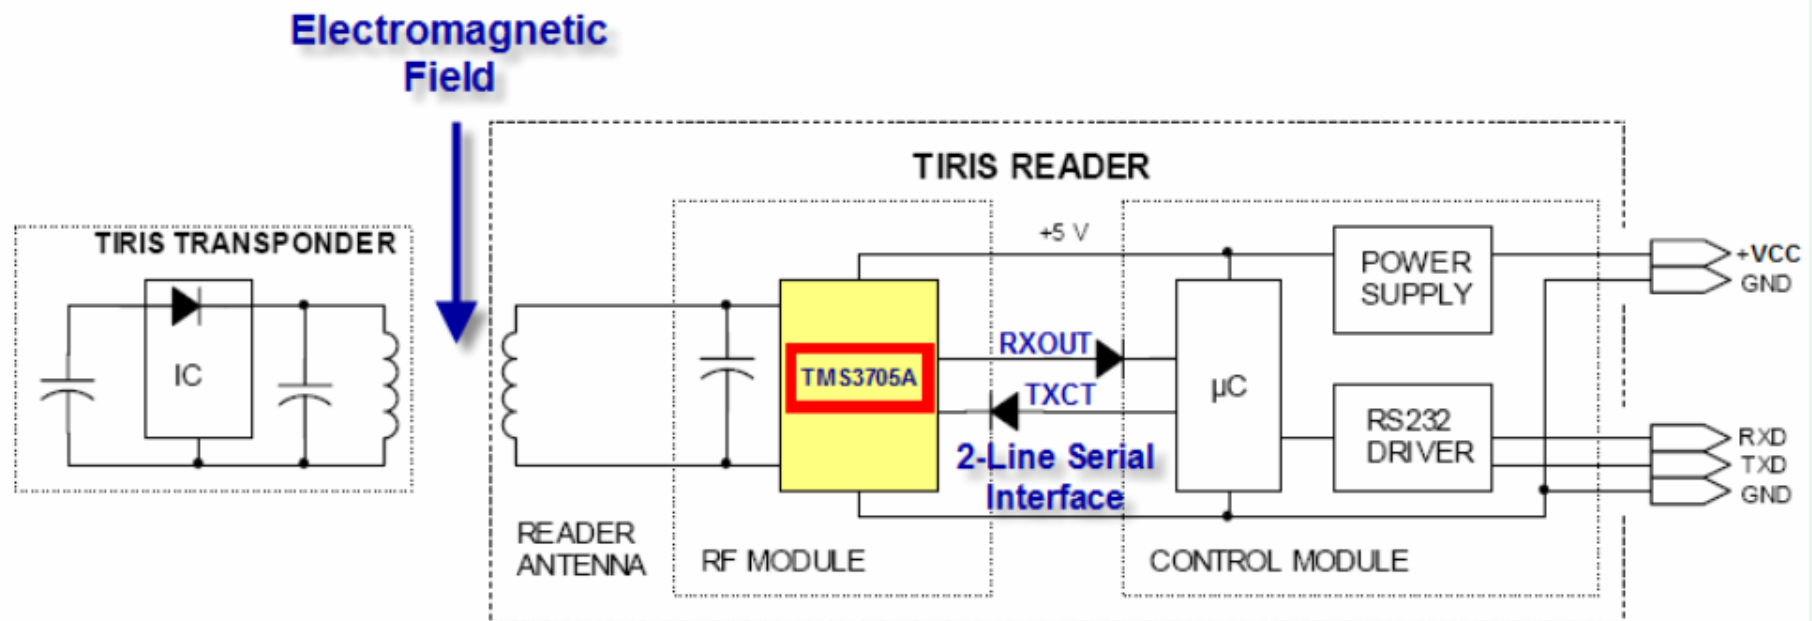 Electromagnetic
Field
TIRIS READER
TIRIS TRANSPONDER
IC
+5 V
POWER
SUPPLY
+VCC
GND
RXOUT
TMS3705A
TXCT
µC
2-Line Serial
Interface
RS232
DRIVER
RXD
TXD
GND
READER
ANTENNA
RF MODULE
CONTROL MODULE